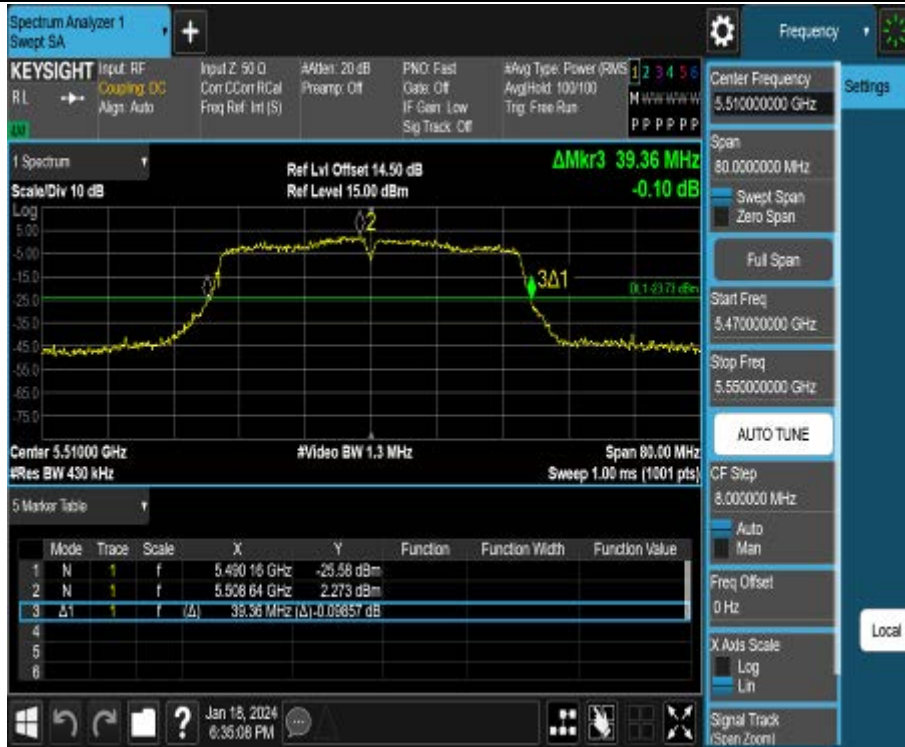 Spectrum Analyzer 1
Swept SA
+
Frequency
KEYSIGHT
RL
Input: RF
Coupling: DC
Align: Auto
Input Z: 50 Ω
Corr CCorr RCal
Freq Ref: Int (S)
#Atten: 20 dB
Preamp: Off
PNO: Fast
Gate: Off
IF Gain: Low
Sig Track: Off
#Avg Type: Power (RMS
Avg|Hold: 100/100
Trig: Free Run
1 2 3 4 5 6
M W W W W W
P P P P P P
1 Spectrum
Scale/Div 10 dB
Ref Lvl Offset 14.50 dB
Ref Level 15.00 dBm
ΔMkr3 39.36 MHz
-0.10 dB
Log
5.00
-5.00
-15.0
-25.0
-35.0
-45.0
-55.0
-65.0
-75.0
2
3Δ1
Center 5.51000 GHz
#Video BW 1.3 MHz
Span 80.00 MHz
#Res BW 430 kHz
Sweep 1.00 ms (1001 pts)
5 Marker Table
Mode Trace Scale X Y Function Function Width Function Value
1 N 1 f 5.490 16 GHz -25.58 dBm
2 N 1 f 5.508 64 GHz 2.273 dBm
3 Δ1 1 f (Δ) 39.36 MHz (Δ) -0.09857 dB
4
5
6
Jan 18, 2024
6:35:08 PM
?
Center Frequency
5.510000000 GHz
Settings
Span
80.0000000 MHz
Swept Span
Zero Span
Full Span
Start Freq
5.470000000 GHz
Stop Freq
5.550000000 GHz
AUTO TUNE
CF Step
8.000000 MHz
Auto
Man
Freq Offset
0 Hz
X Axis Scale
Log
Lin
Local
Signal Track
(Span Zoom)